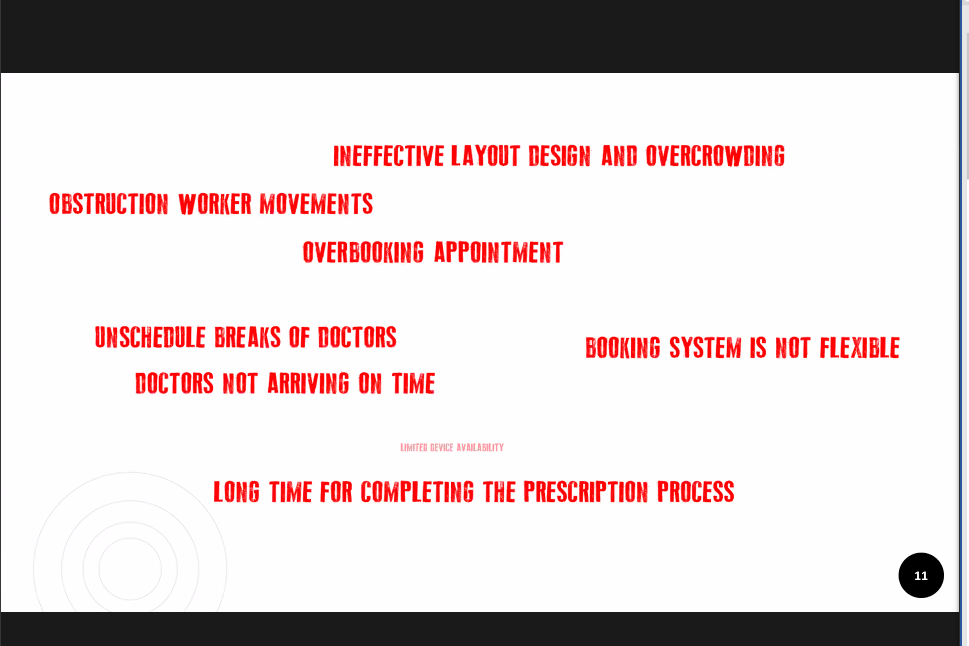 INEFFECTIVE LAYOUT DESIGN AND OVERCROWDING
OBSTRUCTION WORKER MOVEMENTS
OVERBOOKING APPOINTMENT
UNSCHEDULE BREAKS OF DOCTORS
BOOKING SYSTEM IS NOT FLEXIBLE
DOCTORS NOT ARRIVING ON TIME
LIMITED DEVICE AVAILABILITY
LONG TIME FOR COMPLETING THE PRESCRIPTION PROCESS
11